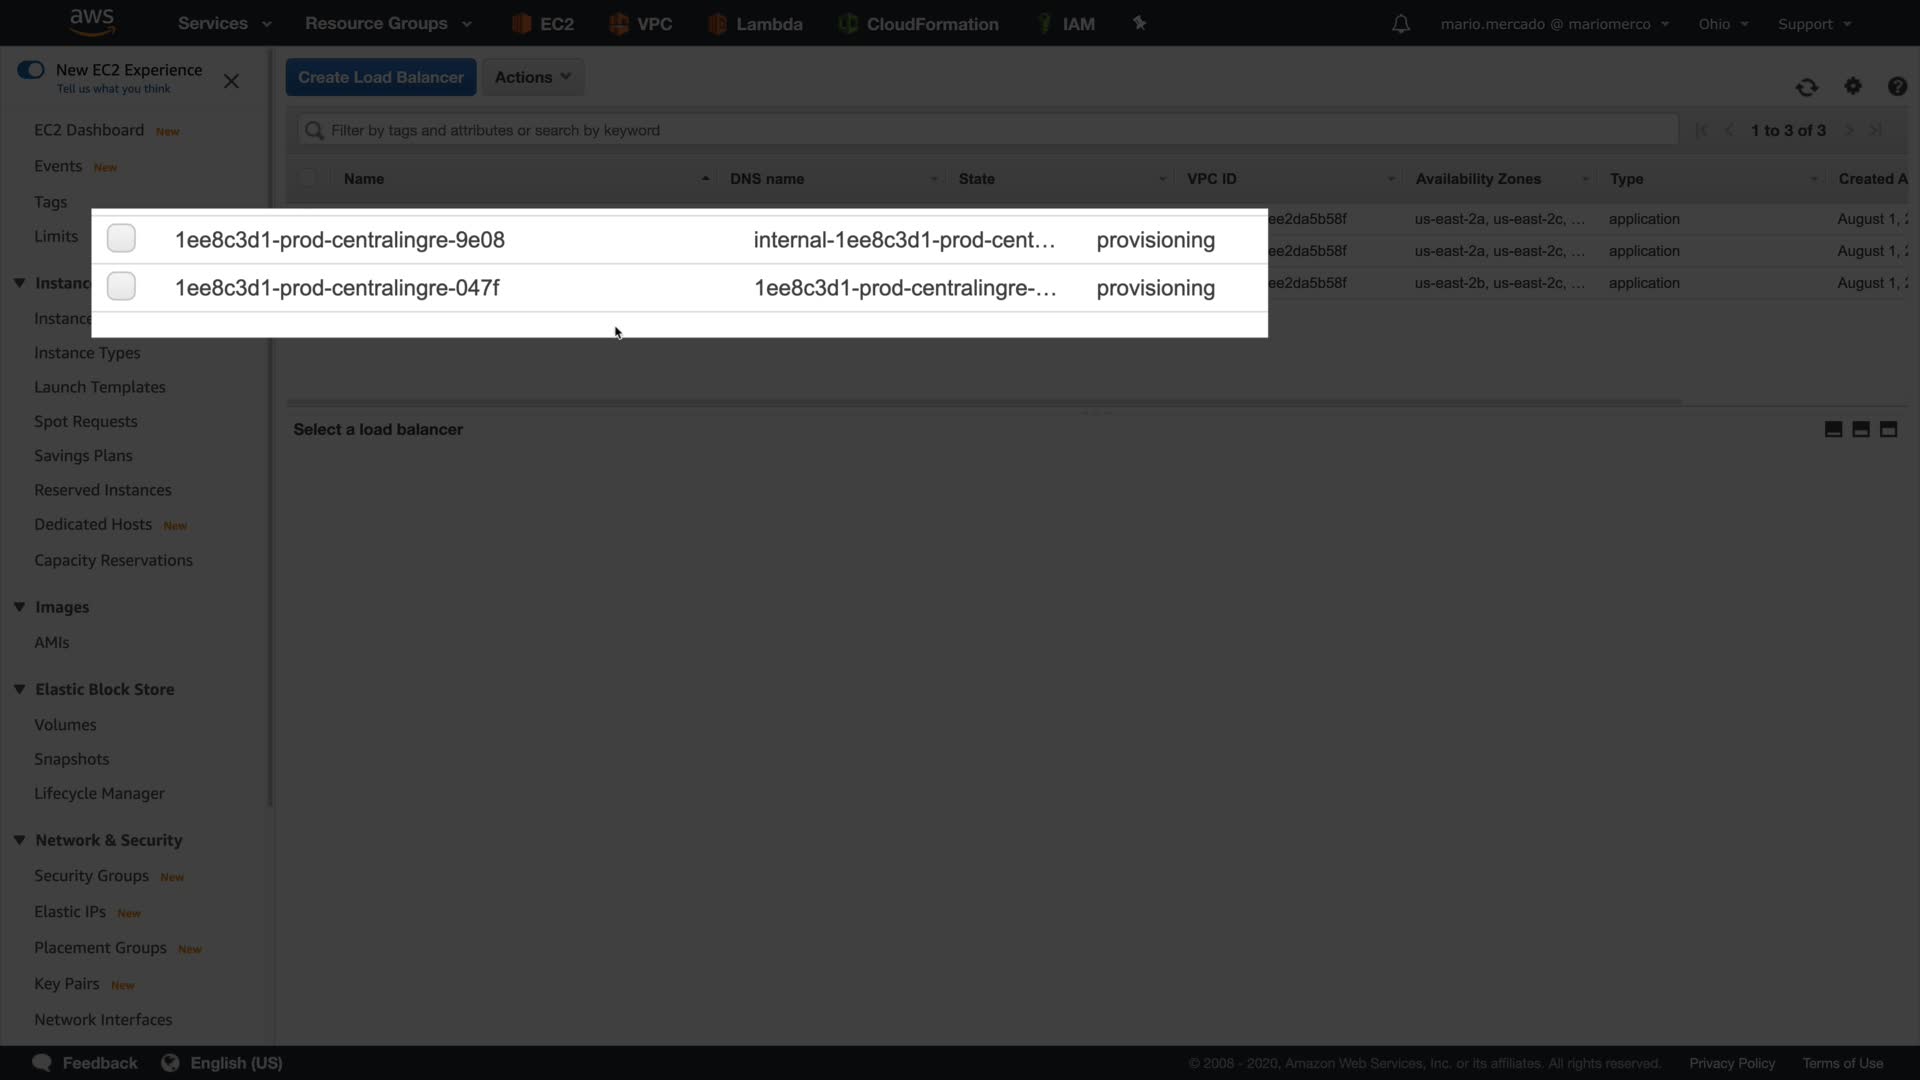 aws Services Resource Groups EC2 VPC Lambda CloudFormation IAM mario.mercado @ mariomerco Ohio Support
New EC2 Experience
Tell us what you think
EC2 Dashboard New
Events New
Tags
Limits
Instance Types
Launch Templates
Spot Requests
Savings Plans
Reserved Instances
Dedicated Hosts New
Capacity Reservations
Images
AMIs
Elastic Block Store
Volumes
Snapshots
Lifecycle Manager
Network & Security
Security Groups New
Elastic IPs New
Placement Groups New
Key Pairs New
Network Interfaces
Create Load Balancer Actions
Filter by tags and attributes or search by keyword 1 to 3 of 3
Name DNS name State VPC ID Availability Zones Type Created A
ee2da5b58f us-east-2a, us-east-2c, ... application August 1,
ee2da5b58f us-east-2a, us-east-2c, ... application August 1,
ee2da5b58f us-east-2b, us-east-2c, ... application August 1,
1ee8c3d1-prod-centralingre-9e08 internal-1ee8c3d1-prod-cent... provisioning
1ee8c3d1-prod-centralingre-047f 1ee8c3d1-prod-centralingre-... provisioning
Select a load balancer
Feedback English (US) © 2008 - 2020, Amazon Web Services, Inc. or its affiliates. All rights reserved. Privacy Policy Terms of Use